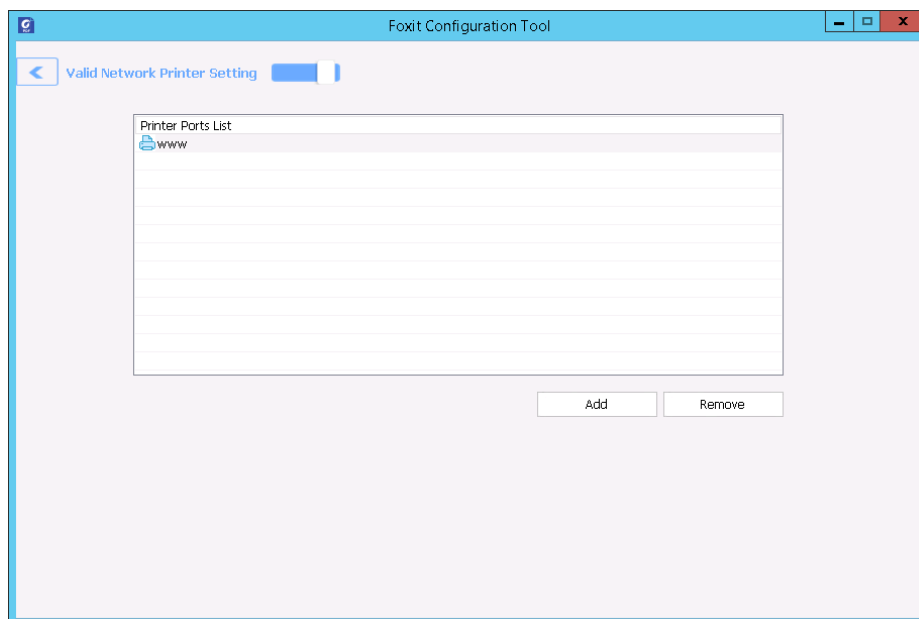 Foxit Configuration Tool
Valid Network Printer Setting
Printer Ports List
www
Add
Remove